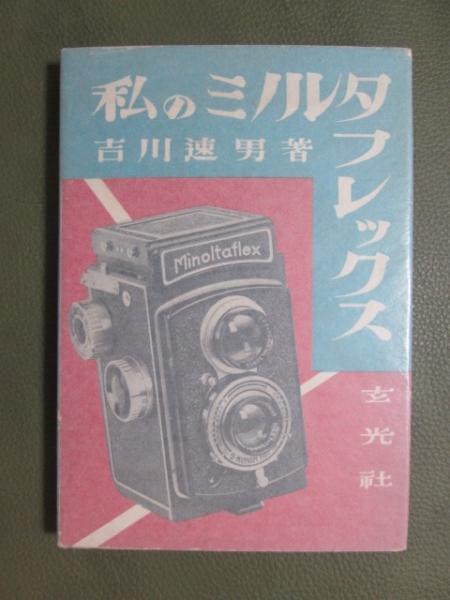 私のミノルタ
フレックス
吉川速男著
Minoltaflex
玄光社